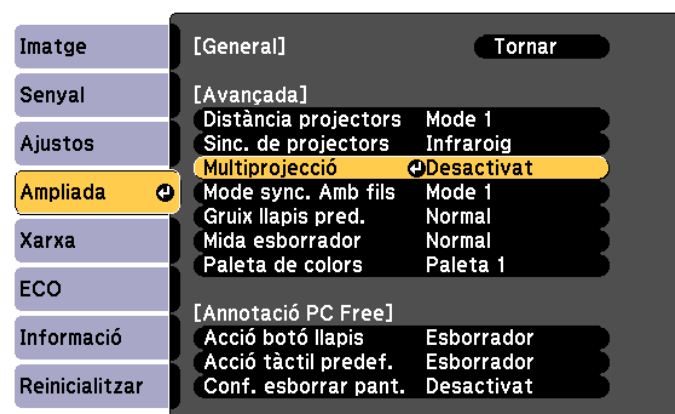 Imatge
Senyal
Ajustos
Ampliada
Xarxa
ECO
Informació
Reinicialitzar
[General] Tornar
[Avançada]
Distància projectors Mode 1
Sinc. de projectors Infraroig
Multiprojecció Desactivat
Mode sync. Amb fils Mode 1
Gruix llapis pred. Normal
Mida esborrador Normal
Paleta de colors Paleta 1
[Annotació PC Free]
Acció botó llapis Esborrador
Acció tàctil predef. Esborrador
Conf. esborrar pant. Desactivat